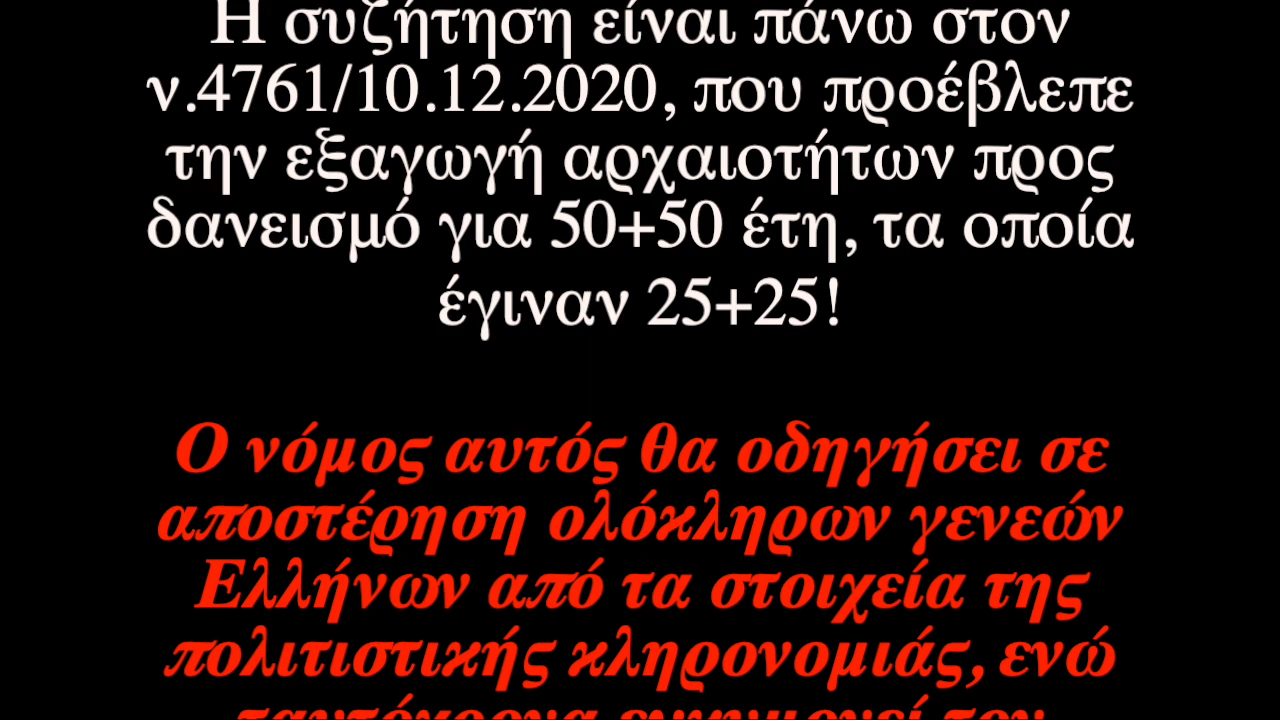 Η συζήτηση είναι πάνω στον
ν.4761/10.12.2020, που προέβλεπε
την εξαγωγή αρχαιοτήτων προς
δανεισμό για 50+50 έτη, τα οποία
έγιναν 25+25!
Ο νόμος αυτός θα οδηγήσει σε
αποστέρηση ολόκληρων γενεών
Ελλήνων από τα στοιχεία της
πολιτιστικής κληρονομιάς, ενώ